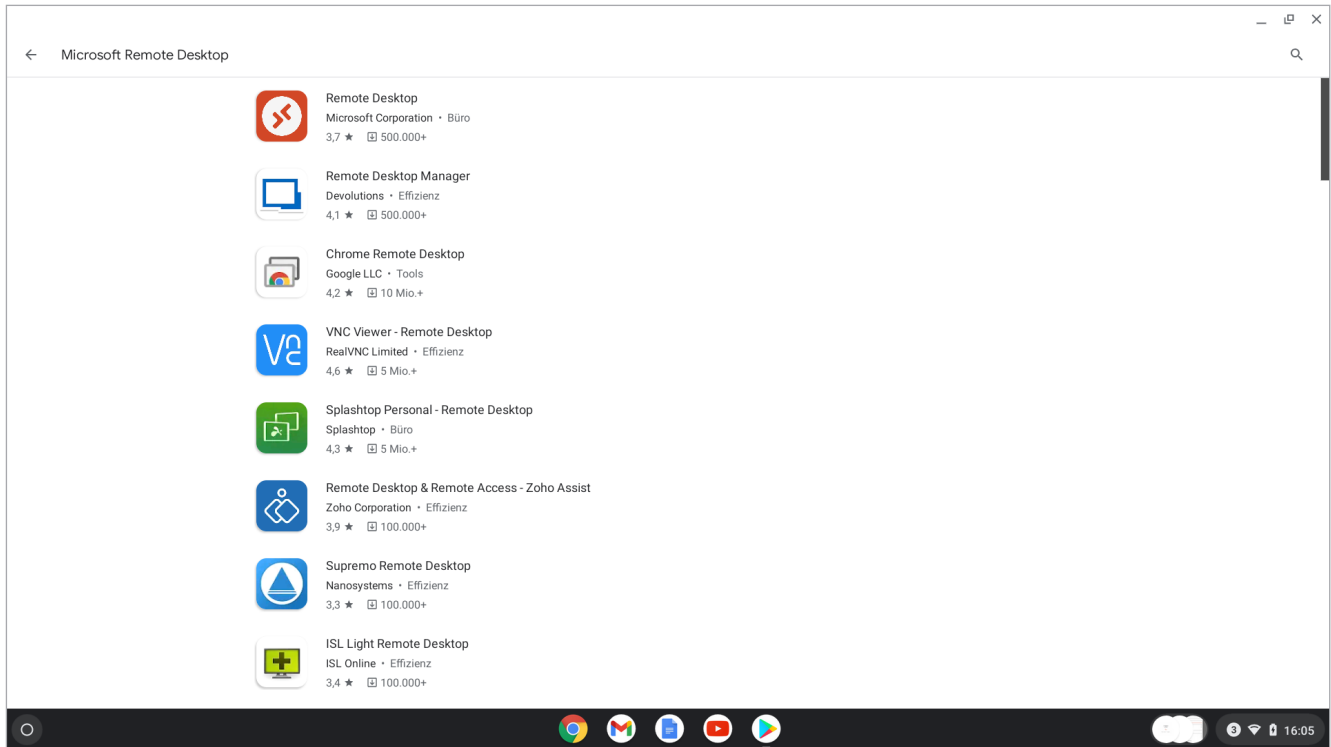 Microsoft Remote Desktop
Remote Desktop
Microsoft Corporation • Büro
3,7 ★ 500.000+
Remote Desktop Manager
Devolutions • Effizienz
4,1 ★ 500.000+
Chrome Remote Desktop
Google LLC • Tools
4,2 ★ 10 Mio.+
VNC Viewer - Remote Desktop
RealVNC Limited • Effizienz
4,6 ★ 5 Mio.+
Splashtop Personal - Remote Desktop
Splashtop • Büro
4,3 ★ 5 Mio.+
Remote Desktop & Remote Access - Zoho Assist
Zoho Corporation • Effizienz
3,9 ★ 100.000+
Supremo Remote Desktop
Nanosystems • Effizienz
3,3 ★ 100.000+
ISL Light Remote Desktop
ISL Online • Effizienz
3,4 ★ 100.000+
3 16:05